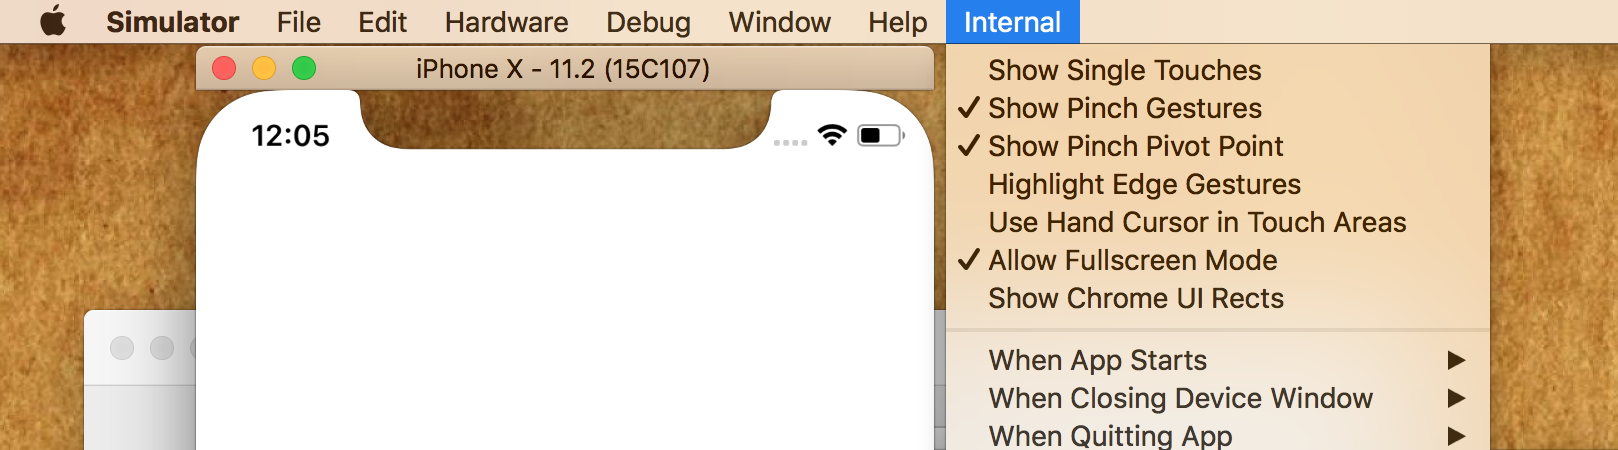 Simulator File Edit Hardware Debug Window Help Internal
iPhone X - 11.2 (15C107)
12:05
Show Single Touches
Show Pinch Gestures
Show Pinch Pivot Point
Highlight Edge Gestures
Use Hand Cursor in Touch Areas
Allow Fullscreen Mode
Show Chrome UI Rects
When App Starts
When Closing Device Window
When Quitting App